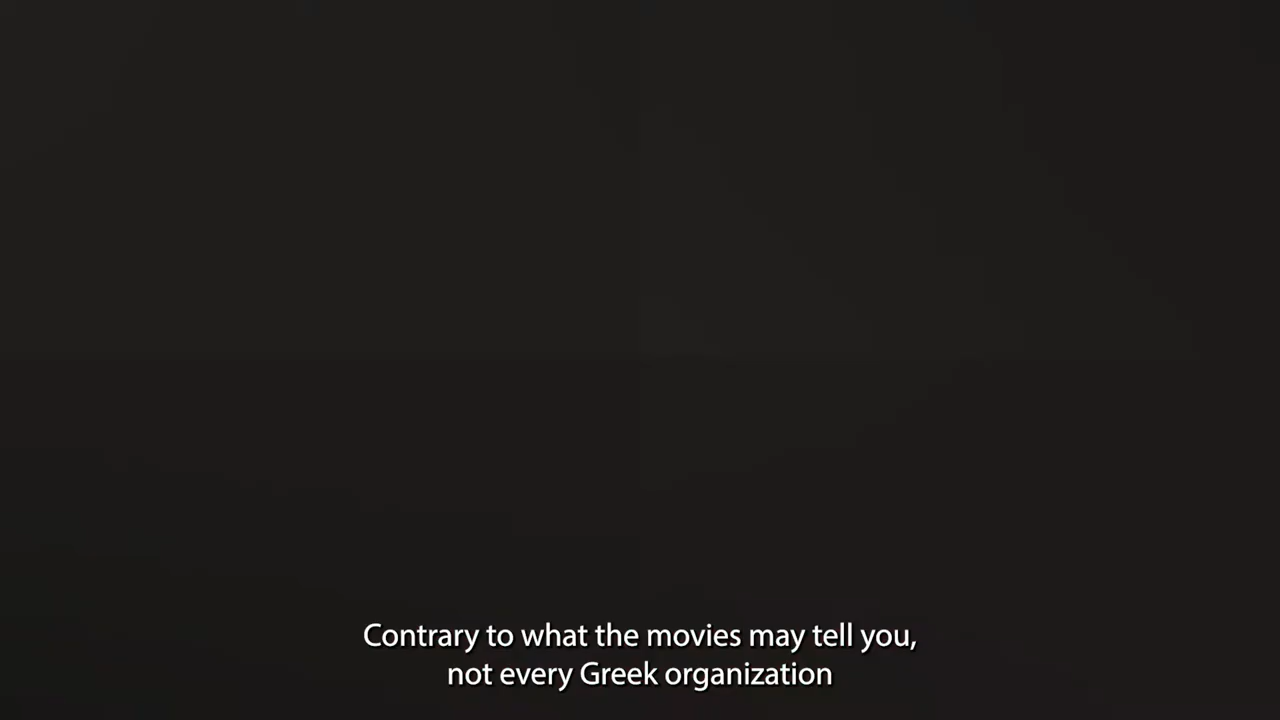 Contrary to what the movies may tell you,
not every Greek organization